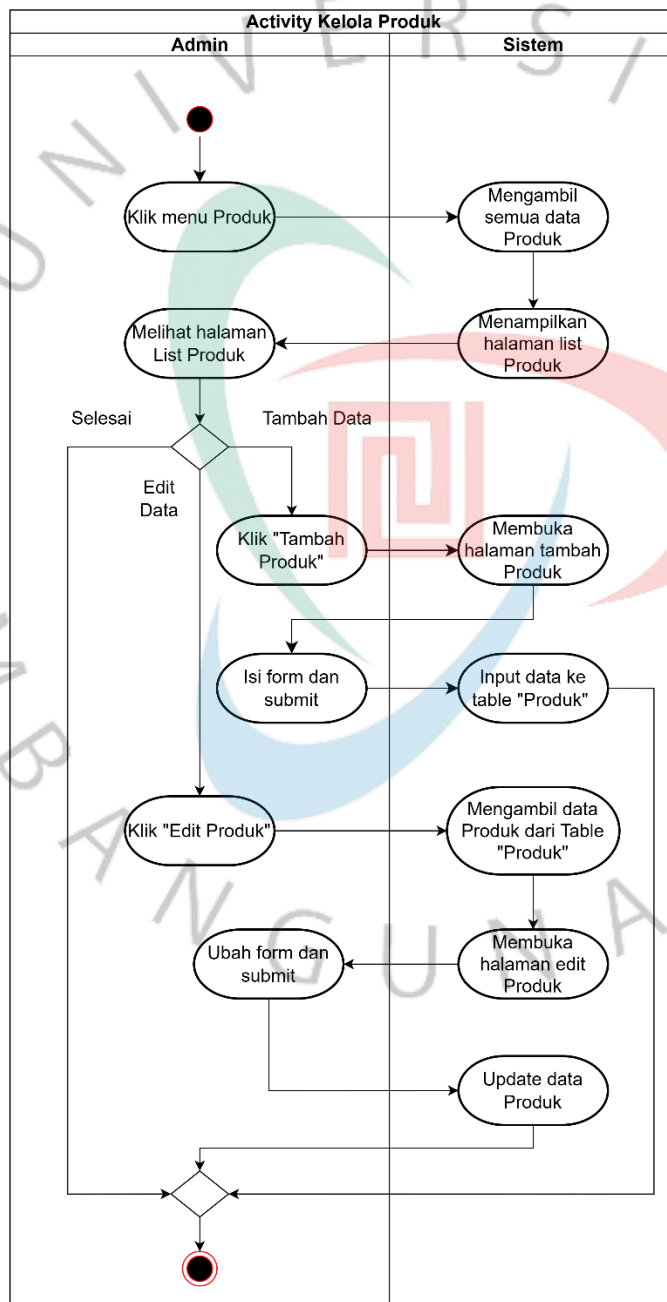 Activity Kelola Produk
Admin
Sistem
Klik menu Produk
Mengambil
semua data
Produk
Melihat halaman
List Produk
Menampilkan
halaman list
Produk
Selesai
Tambah Data
Edit
Data
Klik "Tambah
Produk"
Membuka
halaman tambah
Produk
Isi form dan
submit
Input data ke
table "Produk"
Klik "Edit Produk"
Mengambil data
Produk dari Table
"Produk"
Ubah form dan
submit
Membuka
halaman edit
Produk
Update data
Produk
UNIVERSI
MBANGUNA